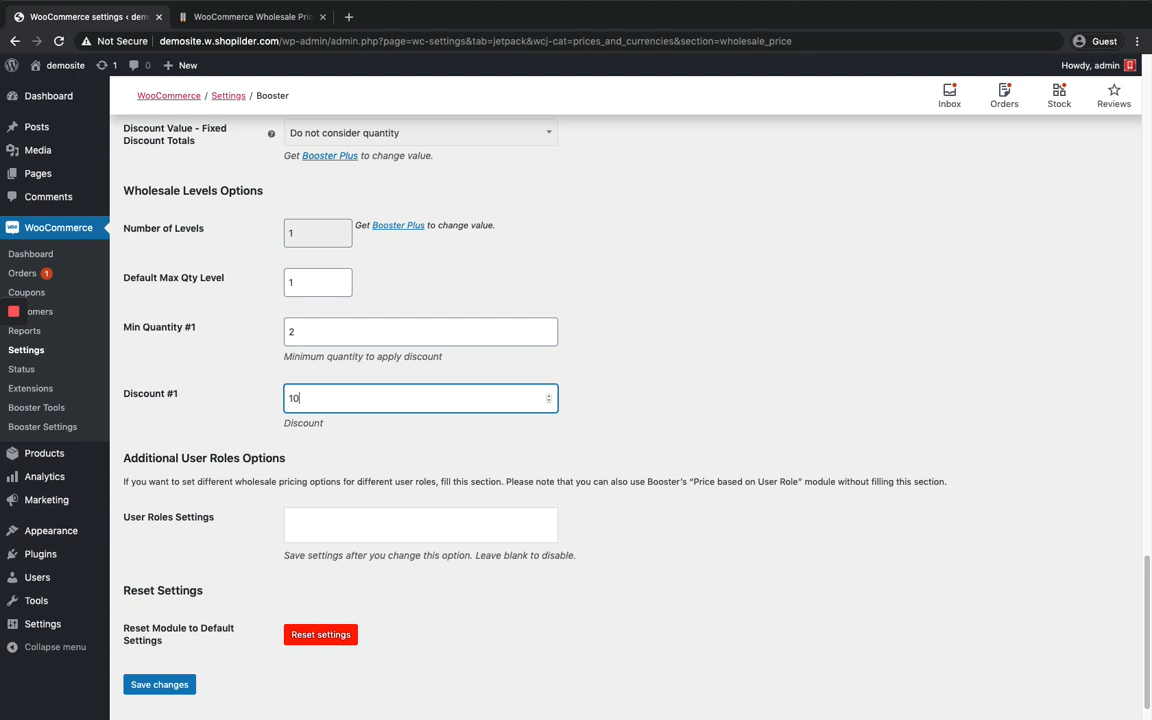 WooCommerce settings ‹ dem
WooCommerce Wholesale Pric
Not Secure
demosite.w.shopilder.com/wp-admin/admin.php?page=wc-settings&tab=jetpack&wcj-cat=prices_and_currencies&section=wholesale_price
Guest
demosite
1
0
New
Howdy, admin
WooCommerce / Settings / Booster
Inbox
Orders
Stock
Reviews
Dashboard
Posts
Media
Pages
Comments
WooCommerce
Dashboard
Orders 1
Coupons
omers
Reports
Settings
Status
Extensions
Booster Tools
Booster Settings
Products
Analytics
Marketing
Appearance
Plugins
Users
Tools
Settings
Collapse menu
Discount Value - Fixed
Discount Totals
Do not consider quantity
Get Booster Plus to change value.
Wholesale Levels Options
Number of Levels
1
Get Booster Plus to change value.
Default Max Qty Level
1
Min Quantity #1
2
Minimum quantity to apply discount
Discount #1
10
Discount
Additional User Roles Options
If you want to set different wholesale pricing options for different user roles, fill this section. Please note that you can also use Booster's “Price based on User Role” module without filling this section.
User Roles Settings
Save settings after you change this option. Leave blank to disable.
Reset Settings
Reset Module to Default
Settings
Reset settings
Save changes